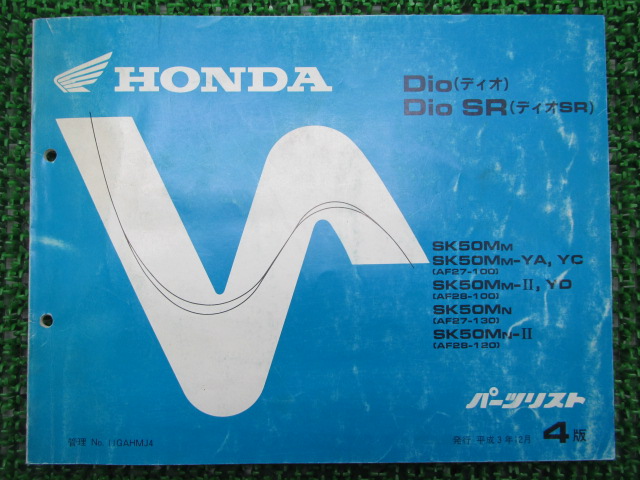 HONDA
Dio(ディオ)
Dio SR(ディオSR)
SK50MM
SK50MM-YA, YC
(AF27-100)
SK50MM-II, YD
(AF28-100)
SK50MN
(AF27-130)
SK50MN-II
(AF28-120)
パーツリスト
管理 No. 11GAHMJ4
発行 平成3年12月 4版